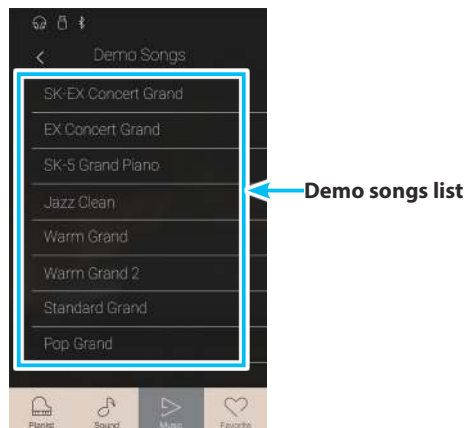 Demo Songs
SK-EX Concert Grand
EX Concert Grand
SK-5 Grand Piano
Demo songs list
Jazz Clean
Warm Grand
Warm Grand 2
Standard Grand
Pop Grand
Pianist Sound Music Favorite